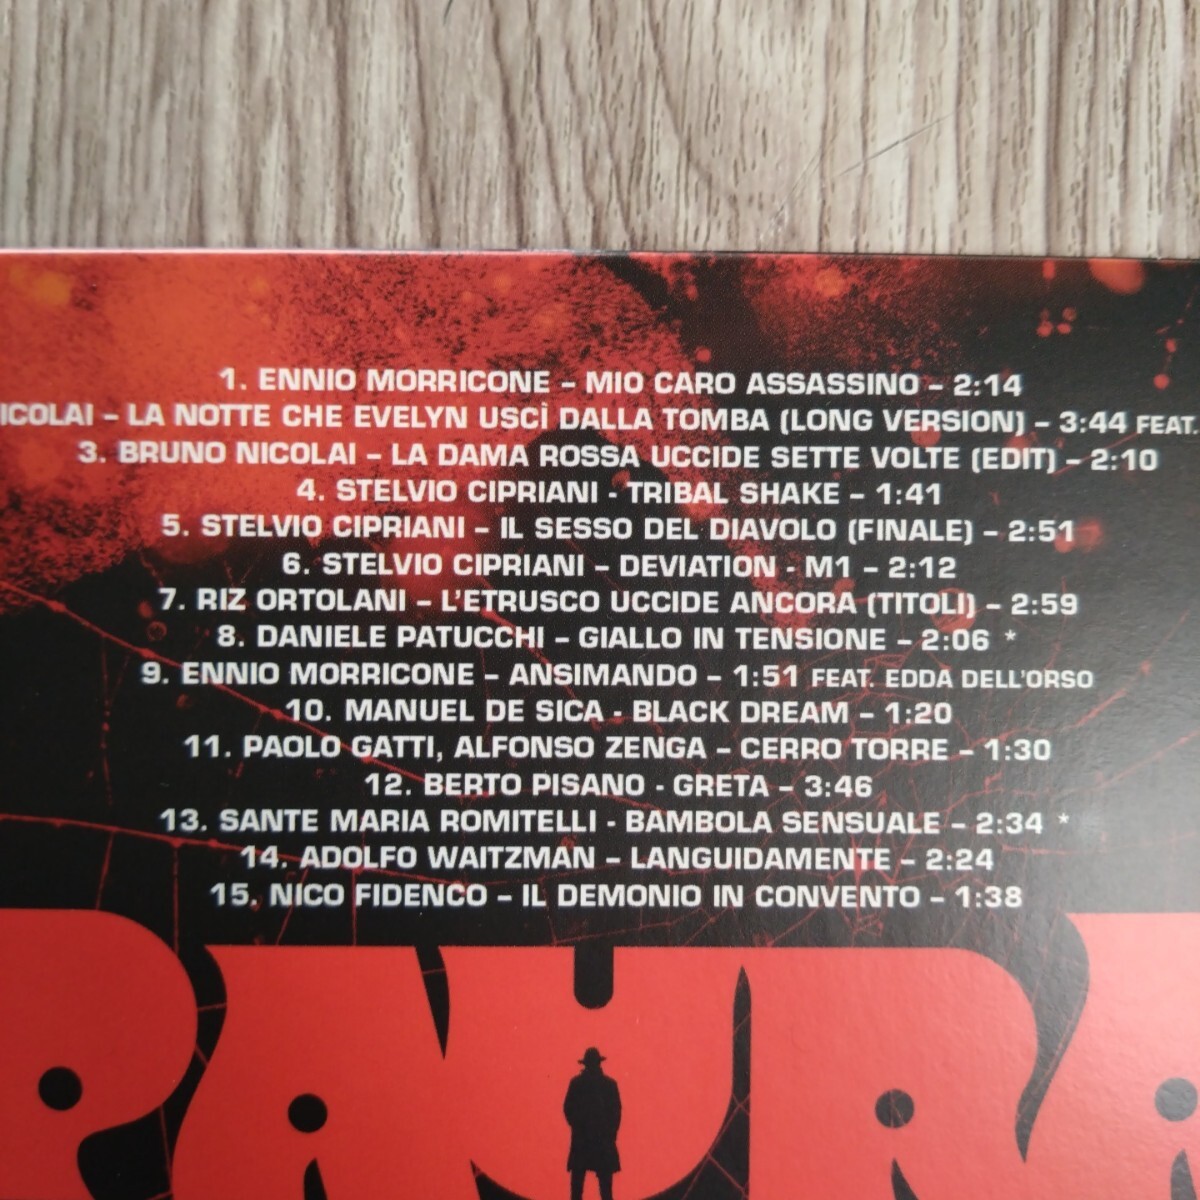 1. ENNIO MORRICONE – MIO CARO ASSASSINO – 2:14
ICOLAI – LA NOTTE CHE EVELYN USCÌ DALLA TOMBA (LONG VERSION) – 3:44 FEAT.
3. BRUNO NICOLAI – LA DAMA ROSSA UCCIDE SETTE VOLTE (EDIT) – 2:10
4. STELVIO CIPRIANI - TRIBAL SHAKE – 1:41
5. STELVIO CIPRIANI – IL SESSO DEL DIAVOLO (FINALE) – 2:51
6. STELVIO CIPRIANI – DEVIATION - M1 – 2:12
7. RIZ ORTOLANI – L'ETRUSCO UCCIDE ANCORA (TITOLI) – 2:59
8. DANIELE PATUCCHI – GIALLO IN TENSIONE – 2:06 *
9. ENNIO MORRICONE – ANSIMANDO – 1:51 FEAT. EDDA DELL'ORSO
10. MANUEL DE SICA - BLACK DREAM – 1:20
11. PAOLO GATTI, ALFONSO ZENGA – CERRO TORRE – 1:30
12. BERTO PISANO - GRETA – 3:46
13. SANTE MARIA ROMITELLI - BAMBOLA SENSUALE – 2:34 *
14. ADOLFO WAITZMAN – LANGUIDAMENTE – 2:24
15. NICO FIDENCO – IL DEMONIO IN CONVENTO – 1:38
PAURA